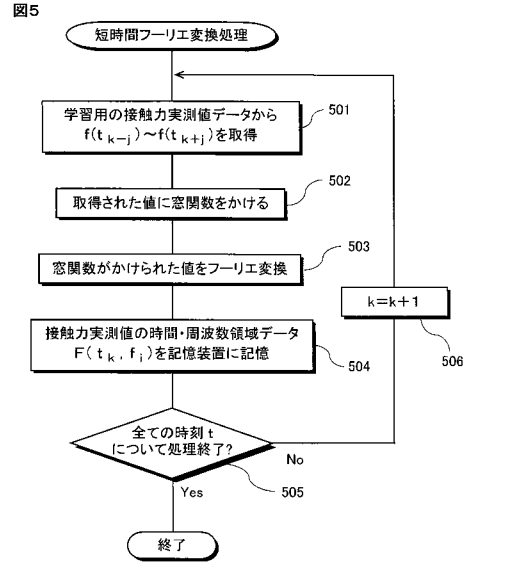 図5
短時間フーリエ変換処理
学習用の接触力実測値データから
f(t k−j)～f(t k+j)を取得
501
取得された値に窓関数をかける
502
窓関数がかけられた値をフーリエ変換
503
接触力実測値の時間・周波数領域データ
F(t k, f i)を記憶装置に記憶
504
k=k+1
506
全ての時刻 t
について処理終了?
505
No
Yes
終了